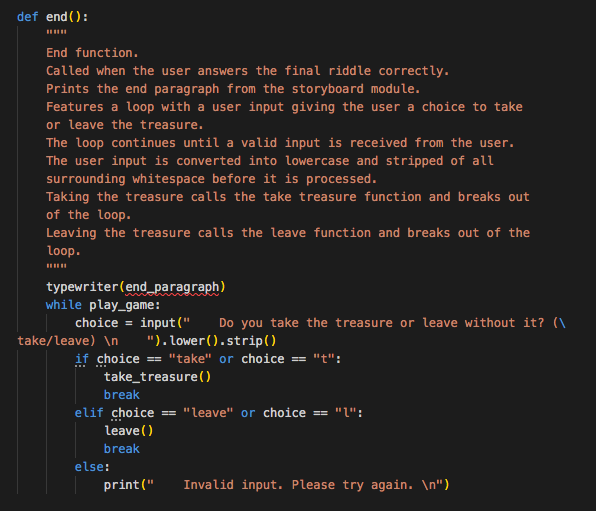 def end():
    """
    End function.
    Called when the user answers the final riddle correctly.
    Prints the end paragraph from the storyboard module.
    Features a loop with a user input giving the user a choice to take
    or leave the treasure.
    The loop continues until a valid input is received from the user.
    The user input is converted into lowercase and stripped of all
    surrounding whitespace before it is processed.
    Taking the treasure calls the take treasure function and breaks out
    of the loop.
    Leaving the treasure calls the leave function and breaks out of the
    loop.
    """
    typewriter(end_paragraph)
    while play_game:
        choice = input("    Do you take the treasure or leave without it? (\
take/leave) \n    ").lower().strip()
        if choice == "take" or choice == "t":
            take_treasure()
            break
        elif choice == "leave" or choice == "l":
            leave()
            break
        else:
            print("    Invalid input. Please try again. \n")